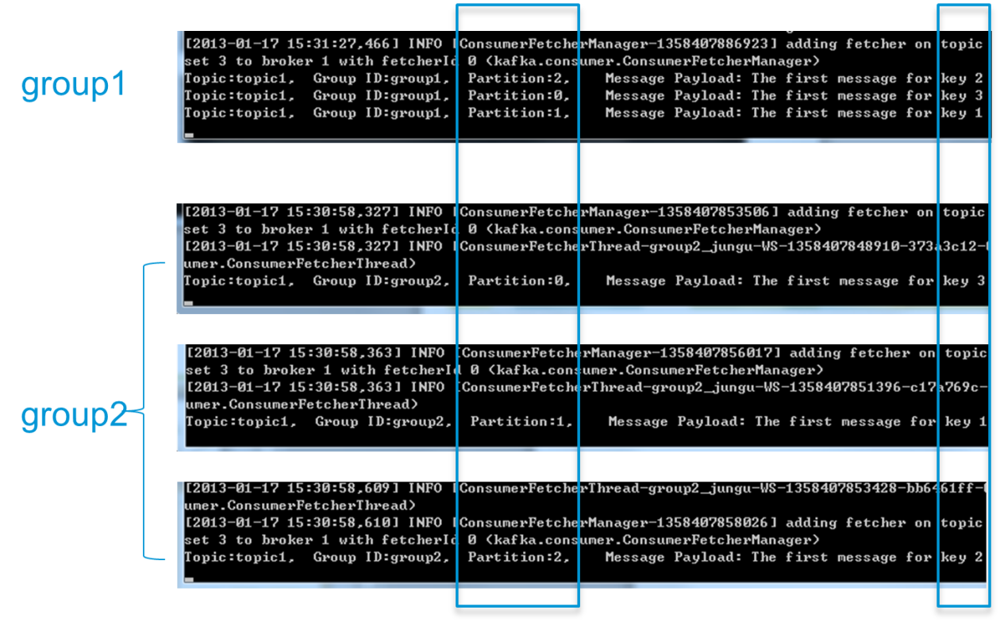 group1
[2013-01-17 15:31:27,466] INFO [ConsumerFetcherManager-1358407886923] adding fetcher on topic
set 3 to broker 1 with fetcherId 0 (kafka.consumer.ConsumerFetcherManager)
Topic:topic1, Group ID:group1, Partition:2, Message Payload: The first message for key 2
Topic:topic1, Group ID:group1, Partition:0, Message Payload: The first message for key 3
Topic:topic1, Group ID:group1, Partition:1, Message Payload: The first message for key 1
group2
[2013-01-17 15:30:58,327] INFO [ConsumerFetcherManager-1358407853506] adding fetcher on topic
set 3 to broker 1 with fetcherId 0 (kafka.consumer.ConsumerFetcherManager)
[2013-01-17 15:30:58,327] INFO [ConsumerFetcherThread-group2_jungu-WS-1358407848910-373a3c12-
umer.ConsumerFetcherThread)
Topic:topic1, Group ID:group2, Partition:0, Message Payload: The first message for key 3
[2013-01-17 15:30:58,363] INFO [ConsumerFetcherManager-1358407856017] adding fetcher on topic
set 3 to broker 1 with fetcherId 0 (kafka.consumer.ConsumerFetcherManager)
[2013-01-17 15:30:58,363] INFO [ConsumerFetcherThread-group2_jungu-WS-1358407851396-c17a769c-
umer.ConsumerFetcherThread)
Topic:topic1, Group ID:group2, Partition:1, Message Payload: The first message for key 1
[2013-01-17 15:30:58,609] INFO [ConsumerFetcherThread-group2_jungu-WS-1358407853428-bb6461ff-
umer.ConsumerFetcherThread)
[2013-01-17 15:30:58,610] INFO [ConsumerFetcherManager-1358407858026] adding fetcher on topic
set 3 to broker 1 with fetcherId 0 (kafka.consumer.ConsumerFetcherManager)
Topic:topic1, Group ID:group2, Partition:2, Message Payload: The first message for key 2